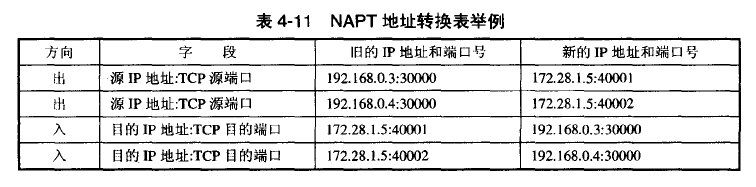 表 4-11 NAPT 地址转换表举例
方向 字 段 旧的 IP 地址和端口号 新的 IP 地址和端口号
出 源 IP 地址:TCP 源端口 192.168.0.3:30000 172.28.1.5:40001
出 源 IP 地址:TCP 源端口 192.168.0.4:30000 172.28.1.5:40002
入 目的 IP 地址:TCP 目的端口 172.28.1.5:40001 192.168.0.3:30000
入 目的 IP 地址:TCP 目的端口 172.28.1.5:40002 192.168.0.4:30000